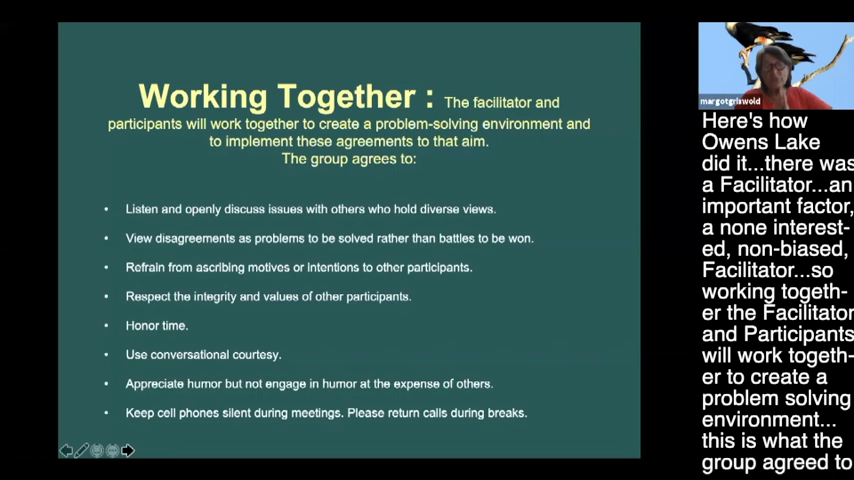 Working Together : The facilitator and
participants will work together to create a problem-solving environment and
to implement these agreements to that aim.
The group agrees to:
• Listen and openly discuss issues with others who hold diverse views.
• View disagreements as problems to be solved rather than battles to be won.
• Refrain from ascribing motives or intentions to other participants.
• Respect the integrity and values of other participants.
• Honor time.
• Use conversational courtesy.
• Appreciate humor but not engage in humor at the expense of others.
• Keep cell phones silent during meetings. Please return calls during breaks.
margotgriswold
Here's how
Owens Lake
did it...there was
a Facilitator...an
important factor,
a none interest-
ed, non-biased,
Facilitator...so
working togeth-
er the Facilitator
and Participants
will work togeth-
er to create a
problem solving
environment...
this is what the
group agreed to